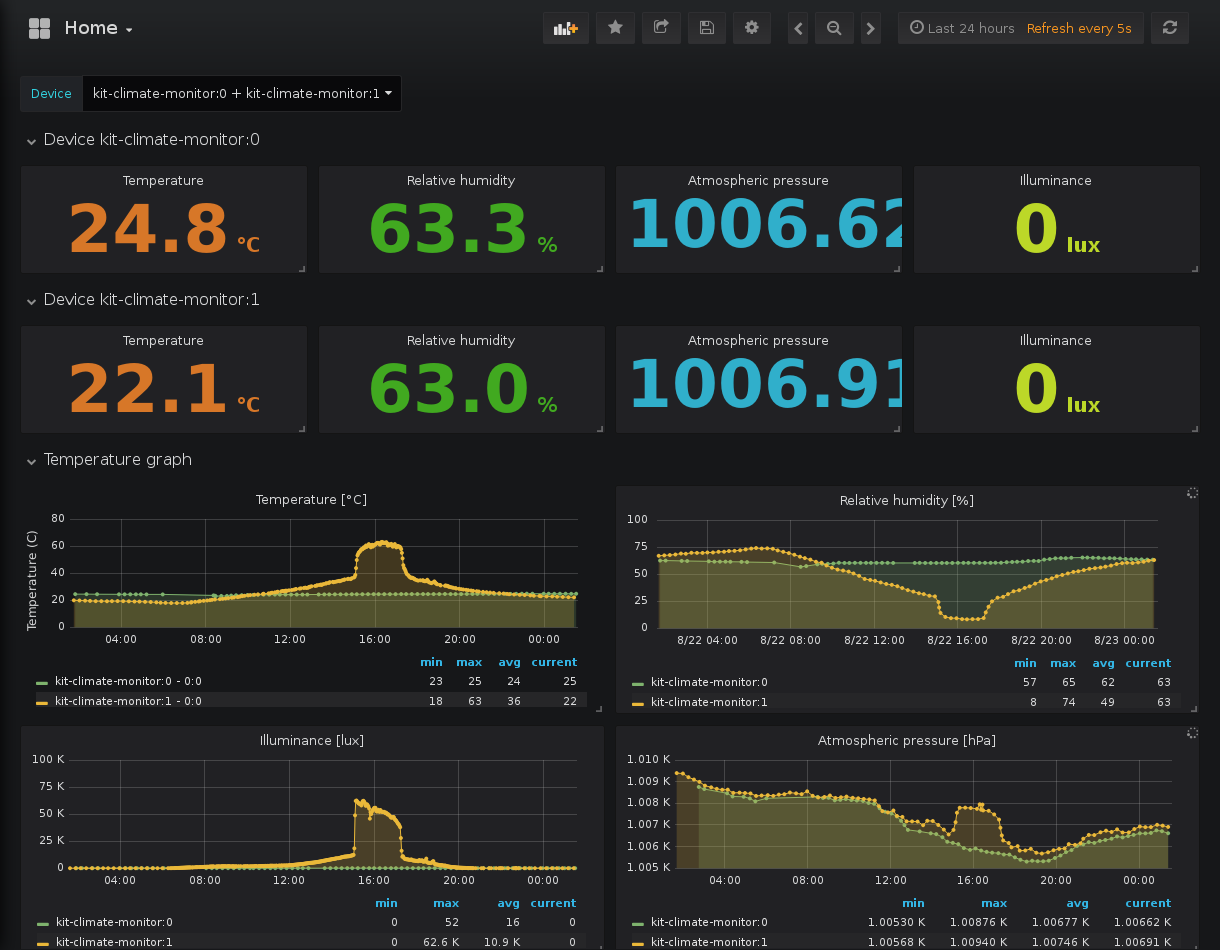 Home
Last 24 hours Refresh every 5s
Device kit-climate-monitor:0 + kit-climate-monitor:1
Device kit-climate-monitor:0
Temperature Relative humidity Atmospheric pressure Illuminance
24.8 °C 63.3 % 1006.62 0 lux
Device kit-climate-monitor:1
Temperature Relative humidity Atmospheric pressure Illuminance
22.1 °C 63.0 % 1006.91 0 lux
Temperature graph
Temperature [°C]
Temperature (C)
80
60
40
20
0
04:00 08:00 12:00 16:00 20:00 00:00
min max avg current
kit-climate-monitor:0 - 0:0 23 25 24 25
kit-climate-monitor:1 - 0:0 18 63 36 22
Relative humidity [%]
100
75
50
25
0
8/22 04:00 8/22 08:00 8/22 12:00 8/22 16:00 8/22 20:00 8/23 00:00
min max avg current
kit-climate-monitor:0 57 65 62 63
kit-climate-monitor:1 8 74 49 63
Illuminance [lux]
100 K
75 K
50 K
25 K
0
04:00 08:00 12:00 16:00 20:00 00:00
min max avg current
kit-climate-monitor:0 0 52 16 0
kit-climate-monitor:1 0 62.6 K 10.9 K 0
Atmospheric pressure [hPa]
1.010 K
1.009 K
1.008 K
1.007 K
1.006 K
1.005 K
04:00 08:00 12:00 16:00 20:00 00:00
min max avg current
kit-climate-monitor:0 1.00530 K 1.00876 K 1.00677 K 1.00662 K
kit-climate-monitor:1 1.00568 K 1.00940 K 1.00746 K 1.00691 K